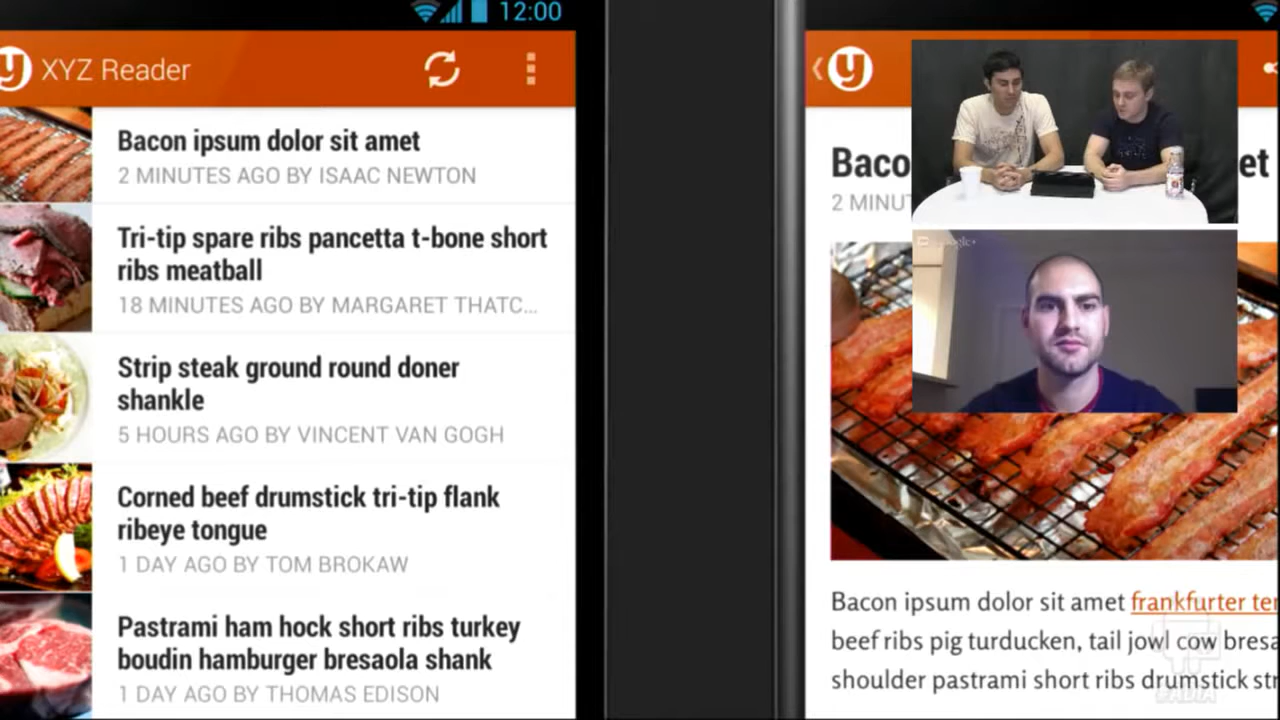 12:00
y XYZ Reader
Bacon ipsum dolor sit amet
2 MINUTES AGO BY ISAAC NEWTON
Tri-tip spare ribs pancetta t-bone short
ribs meatball
18 MINUTES AGO BY MARGARET THATC...
Strip steak ground round doner
shankle
5 HOURS AGO BY VINCENT VAN GOGH
Corned beef drumstick tri-tip flank
ribeye tongue
1 DAY AGO BY TOM BROKAW
Pastrami ham hock short ribs turkey
boudin hamburger bresaola shank
1 DAY AGO BY THOMAS EDISON
y
Baco et
2 MINUT
Google+
Bacon ipsum dolor sit amet frankfurter ter
beef ribs pig turducken, tail jowl cow bresa
shoulder pastrami short ribs drumstick str
#ADIA